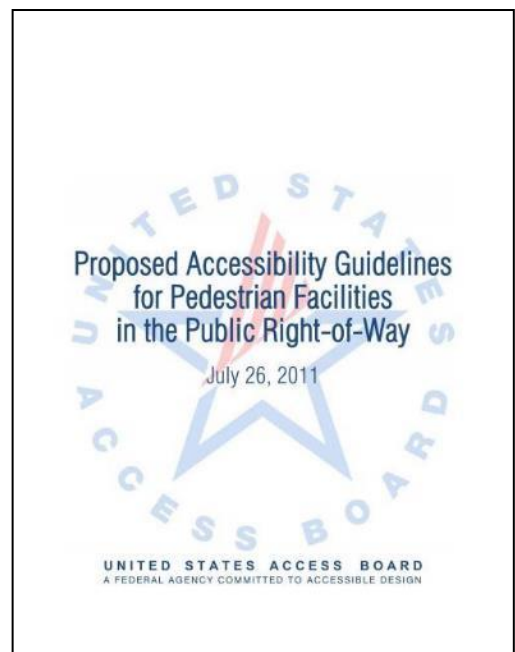 UNITED STATES
ACCESS BOARD
Proposed Accessibility Guidelines
for Pedestrian Facilities
in the Public Right-of-Way
July 26, 2011
UNITED STATES ACCESS BOARD
A FEDERAL AGENCY COMMITTED TO ACCESSIBLE DESIGN